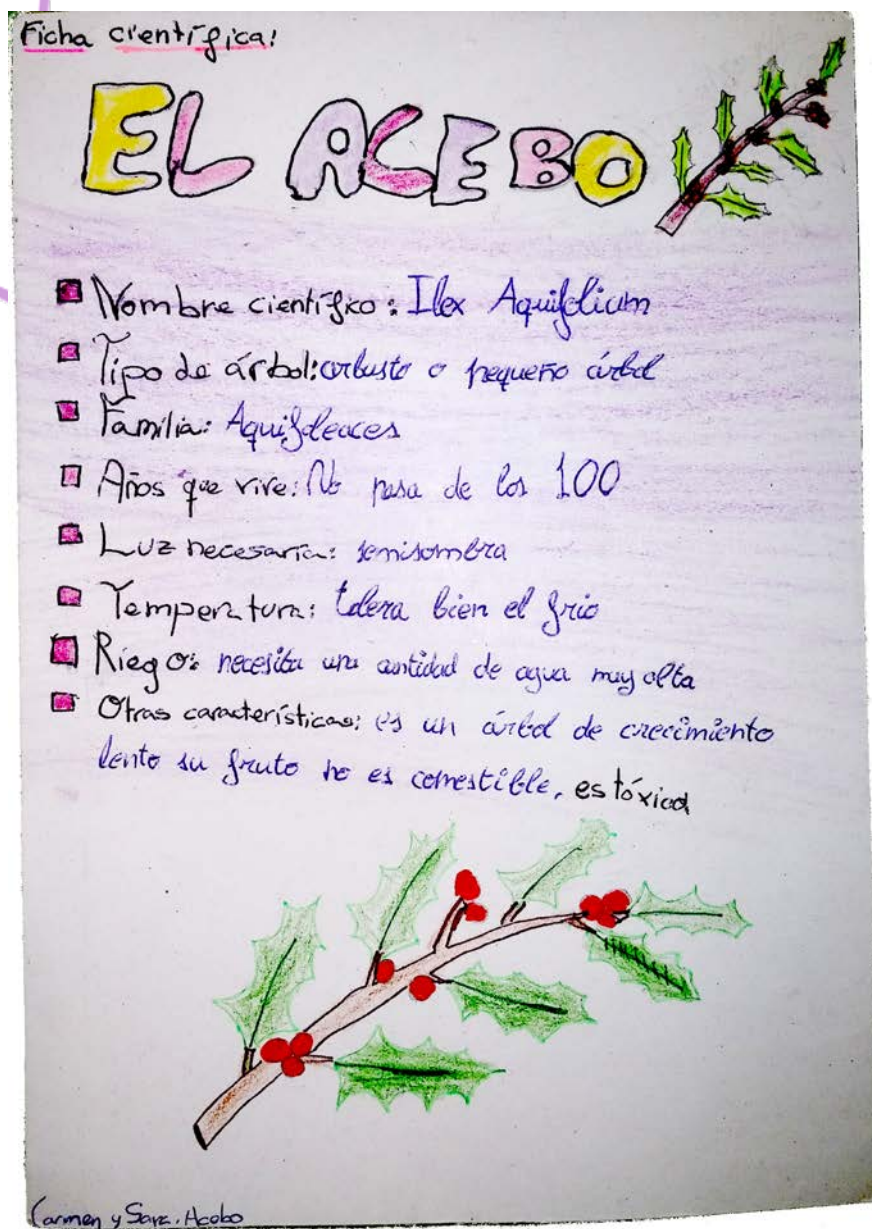 Ficha científica:
EL ACEBO
Nombre científico: Ilex Aquifolium
Tipo de árbol: arbusto o pequeño árbol
Família: Aquifoleaces
Años que vive: No pasa de los 100
Luz necesaria: semisombra
Temperatura: tolera bien el frio
Riego: necesita una cantidad de agua muy alta
Otras características: es un árbol de crecimiento
lento su fruto no es comestible, es tóxico
Carmen y Sara. Acebo